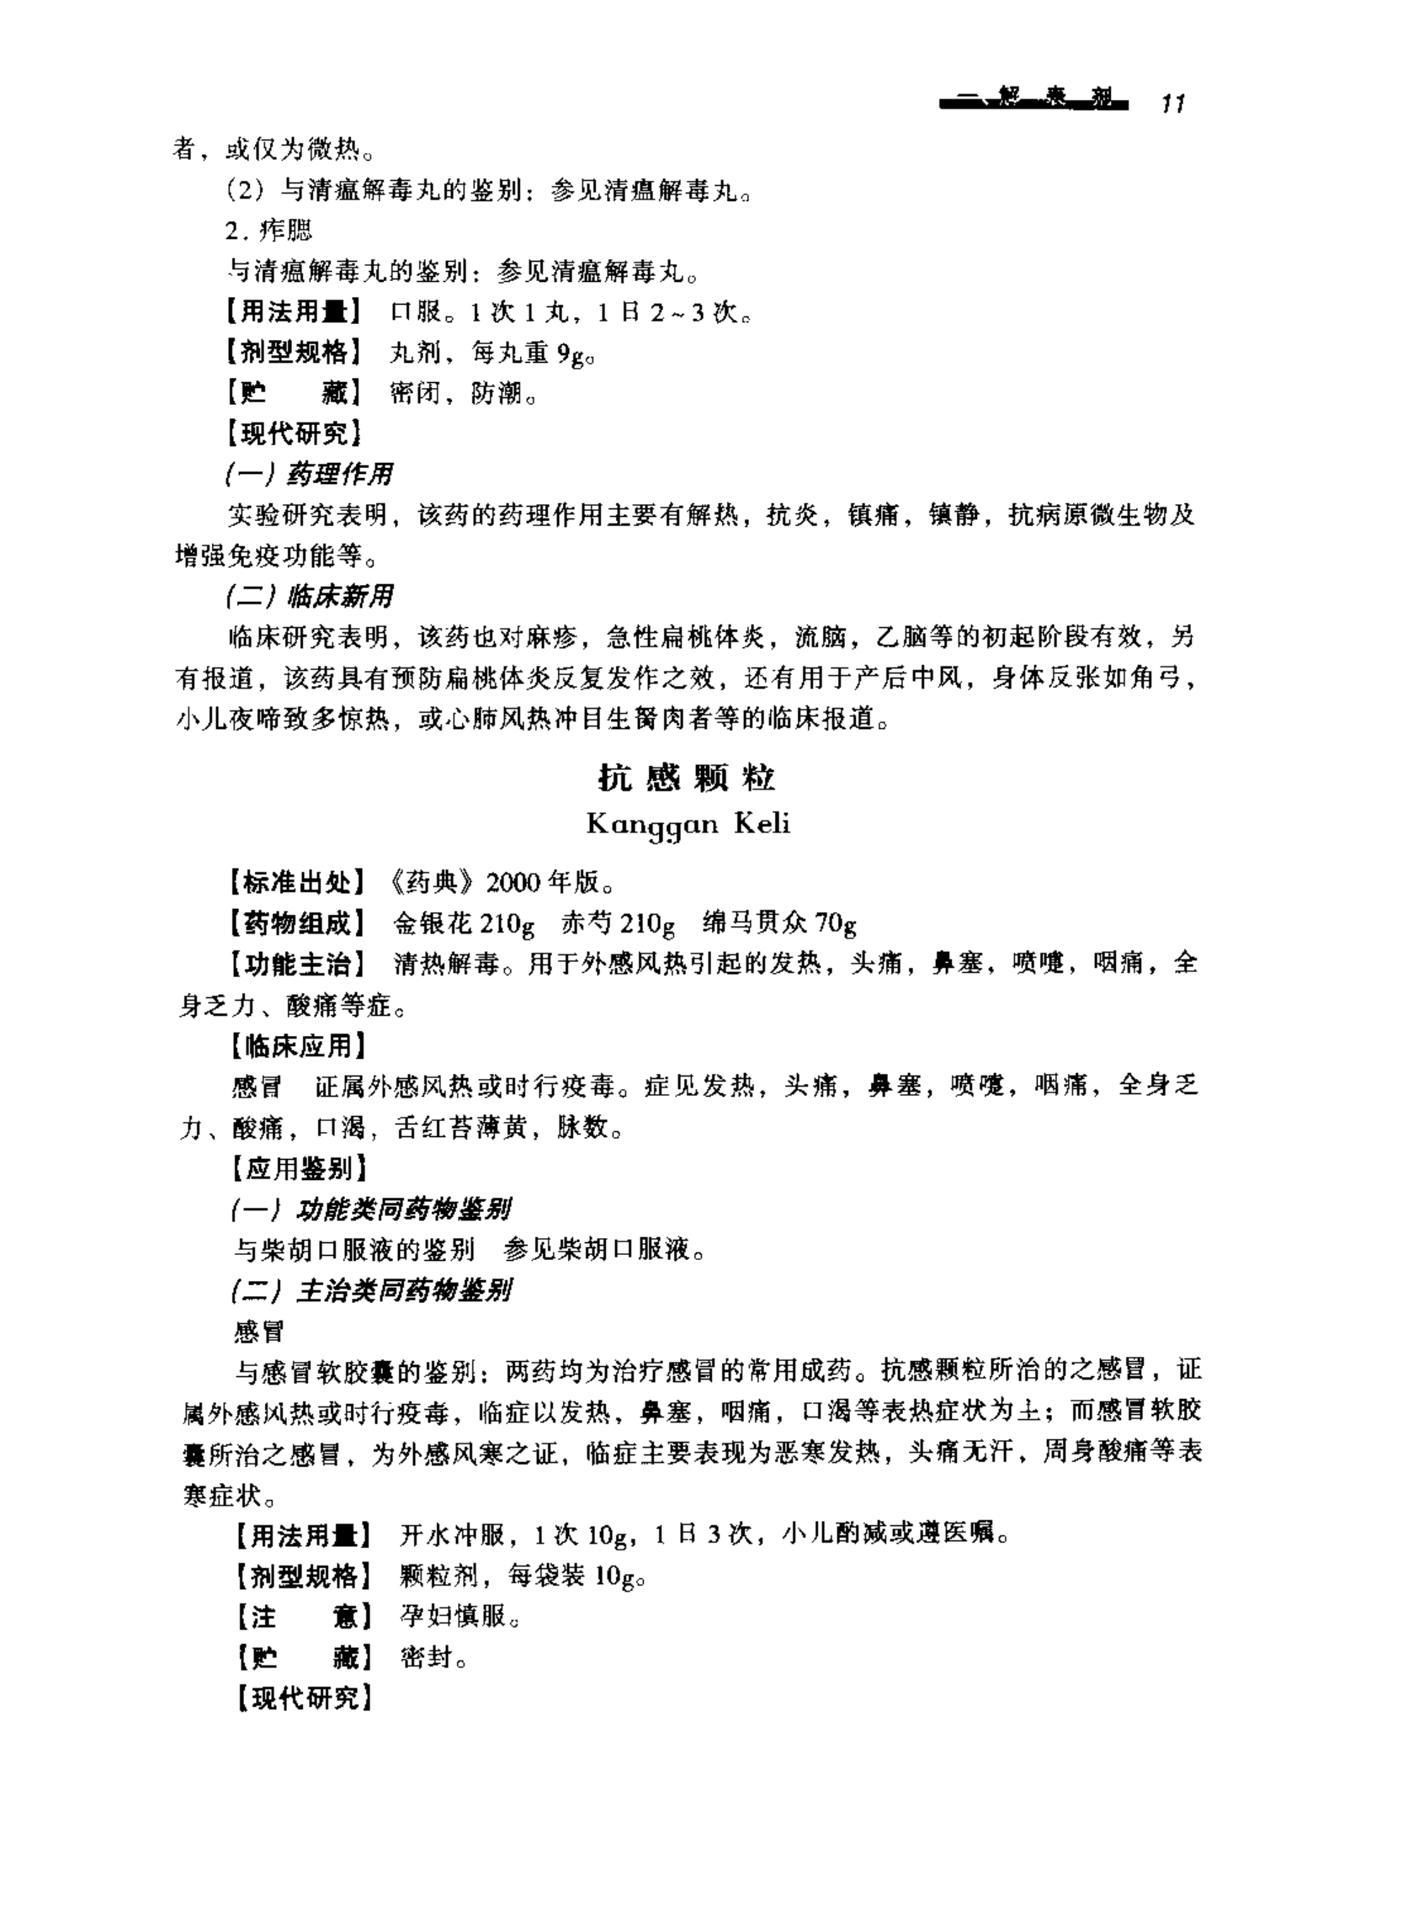 一、解 表 剂 11
者，或仅为微热。
(2) 与清瘟解毒丸的鉴别：参见清瘟解毒丸。
2. 痄腮
与清瘟解毒丸的鉴别：参见清瘟解毒丸。
【用法用量】 口服。1 次 1 丸，1 日 2~3 次。
【剂型规格】 丸剂，每丸重 9g。
【贮 藏】 密闭，防潮。
【现代研究】
(一) 药理作用
实验研究表明，该药的药理作用主要有解热，抗炎，镇痛，镇静，抗病原微生物及
增强免疫功能等。
(二) 临床新用
临床研究表明，该药也对麻疹，急性扁桃体炎，流脑，乙脑等的初起阶段有效，另
有报道，该药具有预防扁桃体炎反复发作之效，还有用于产后中风，身体反张如角弓，
小儿夜啼致多惊热，或心肺风热冲目生胬肉者等的临床报道。
抗感颗粒
Kanggan Keli
【标准出处】《药典》2000 年版。
【药物组成】 金银花 210g 赤芍 210g 绵马贯众 70g
【功能主治】 清热解毒。用于外感风热引起的发热，头痛，鼻塞，喷嚏，咽痛，全
身乏力、酸痛等症。
【临床应用】
感冒 证属外感风热或时行疫毒。症见发热，头痛，鼻塞，喷嚏，咽痛，全身乏
力、酸痛，口渴，舌红苔薄黄，脉数。
【应用鉴别】
(一) 功能类同药物鉴别
与柴胡口服液的鉴别 参见柴胡口服液。
(二) 主治类同药物鉴别
感冒
与感冒软胶囊的鉴别：两药均为治疗感冒的常用成药。抗感颗粒所治的之感冒，证
属外感风热或时行疫毒，临症以发热，鼻塞，咽痛，口渴等表热症状为主；而感冒软胶
囊所治之感冒，为外感风寒之证，临症主要表现为恶寒发热，头痛无汗，周身酸痛等表
寒症状。
【用法用量】 开水冲服，1 次 10g，1 日 3 次，小儿酌减或遵医嘱。
【剂型规格】 颗粒剂，每袋装 10g。
【注 意】 孕妇慎服。
【贮 藏】 密封。
【现代研究】